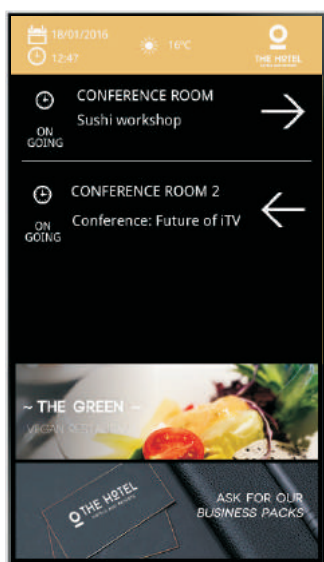 18/01/2016
12:47
16ºC
THE HOTEL
CONFERENCE ROOM
Sushi workshop
ON
GOING
CONFERENCE ROOM 2
Conference: Future of iTV
ON
GOING
~ THE GREEN ~
VEGAN RESTAURANT
THE HOTEL
ASK FOR OUR
BUSINESS PACKS